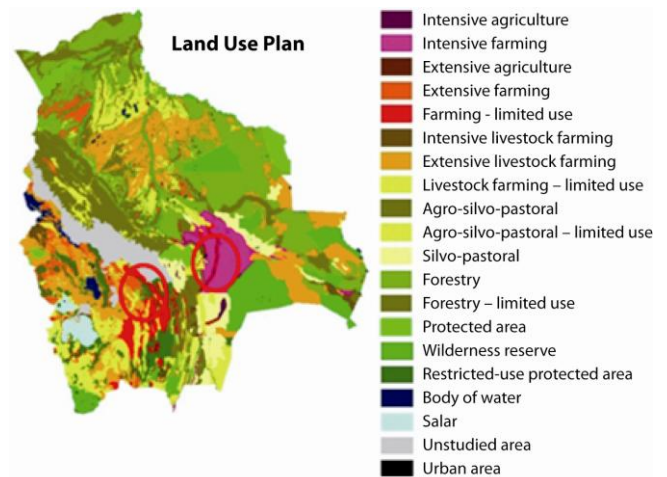 Land Use Plan
Intensive agriculture
Intensive farming
Extensive agriculture
Extensive farming
Farming - limited use
Intensive livestock farming
Extensive livestock farming
Livestock farming – limited use
Agro-silvo-pastoral
Agro-silvo-pastoral – limited use
Silvo-pastoral
Forestry
Forestry – limited use
Protected area
Wilderness reserve
Restricted-use protected area
Body of water
Salar
Unstudied area
Urban area